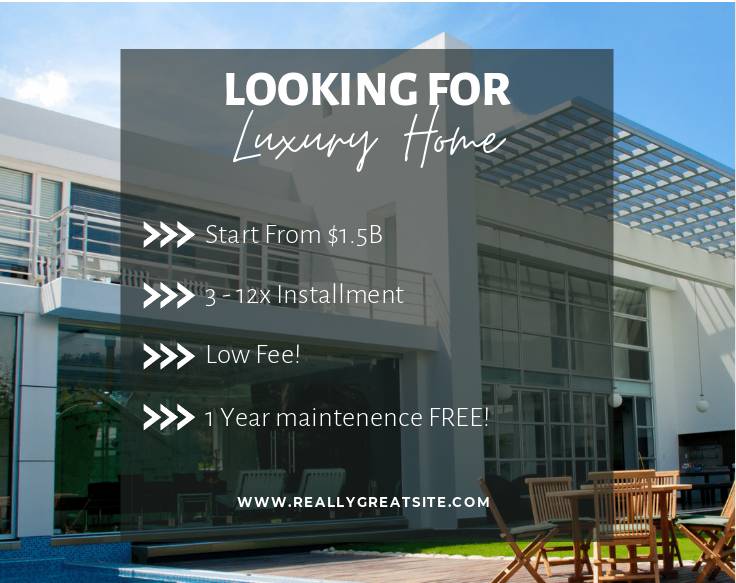 LOOKING FOR
Luxury Home
Start From $1.5B
3 - 12x Installment
Low Fee!
1 Year maintenence FREE!
WWW.REALLYGREATSITE.COM